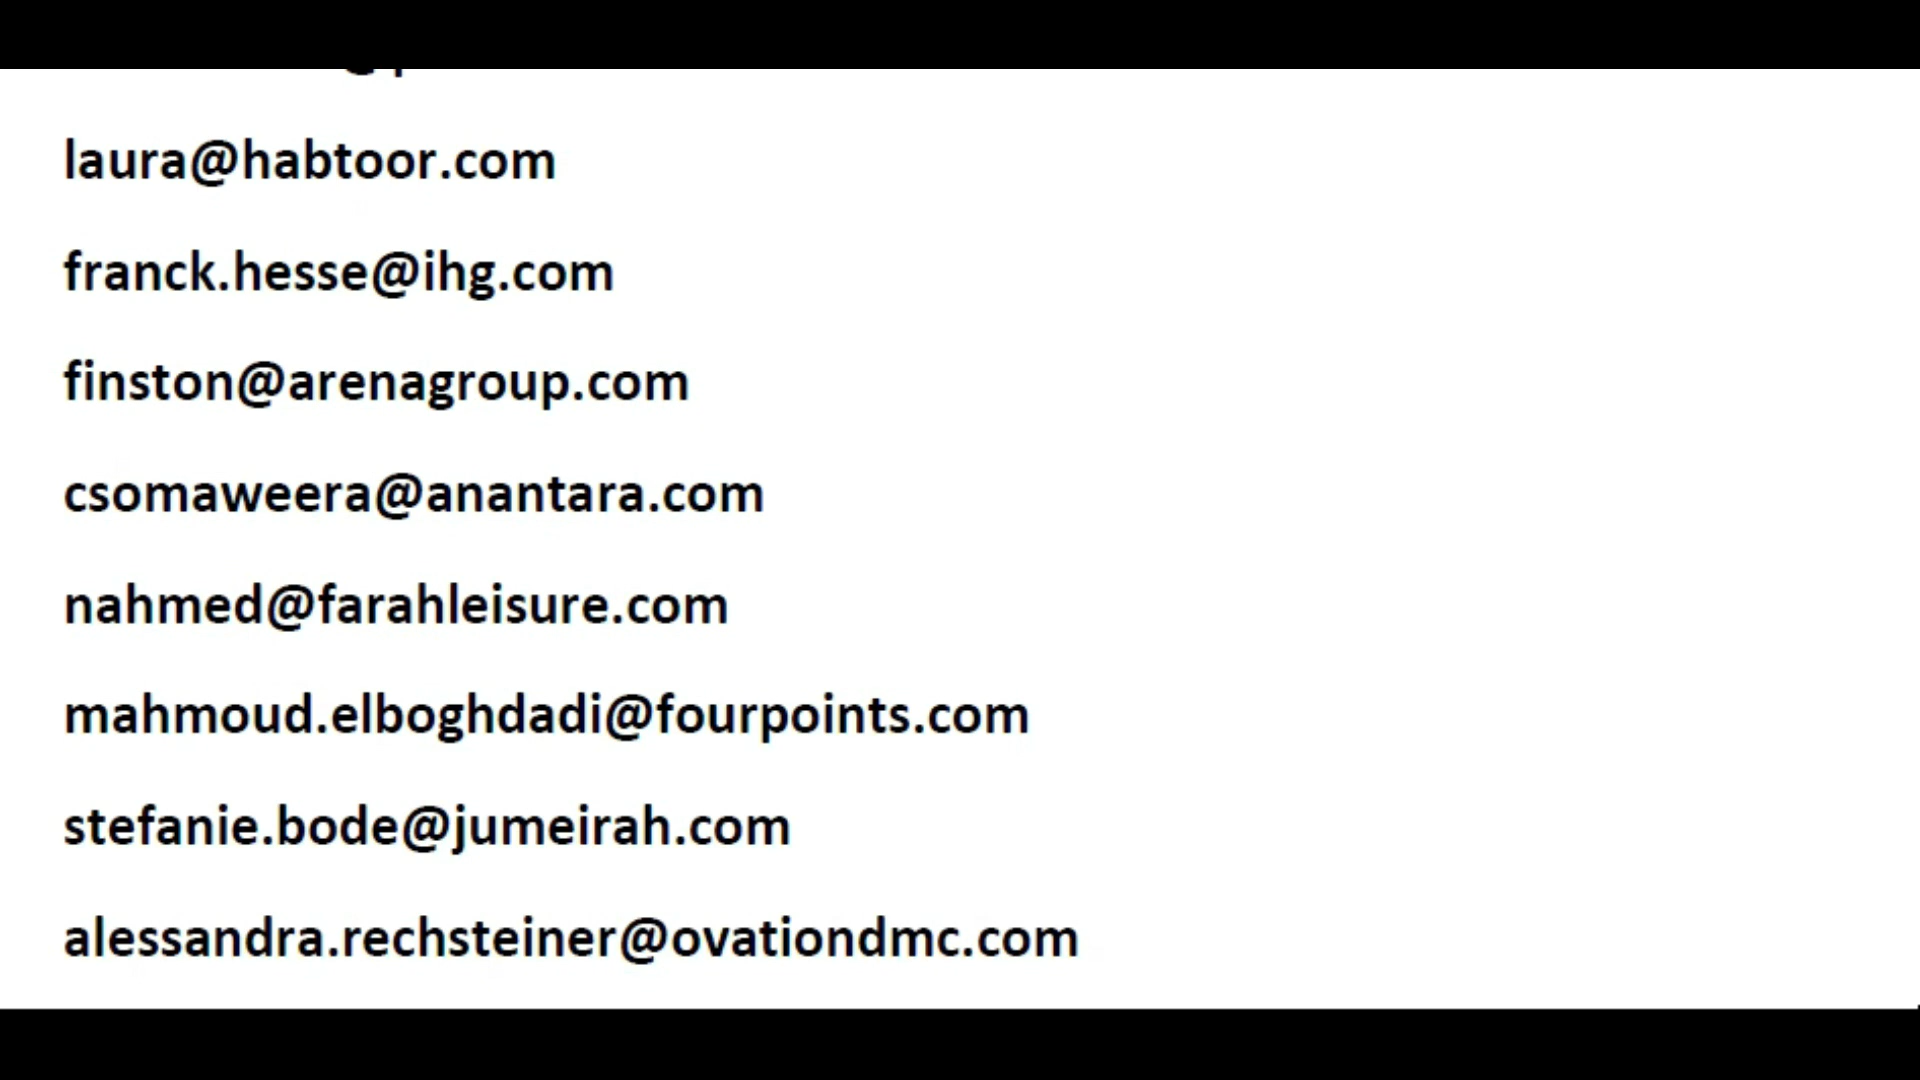 laura@habtoor.com
franck.hesse@ihg.com
finston@arenagroup.com
csomaweera@anantara.com
nahmed@farahleisure.com
mahmoud.elboghdadi@fourpoints.com
stefanie.bode@jumeirah.com
alessandra.rechsteiner@ovationdmc.com